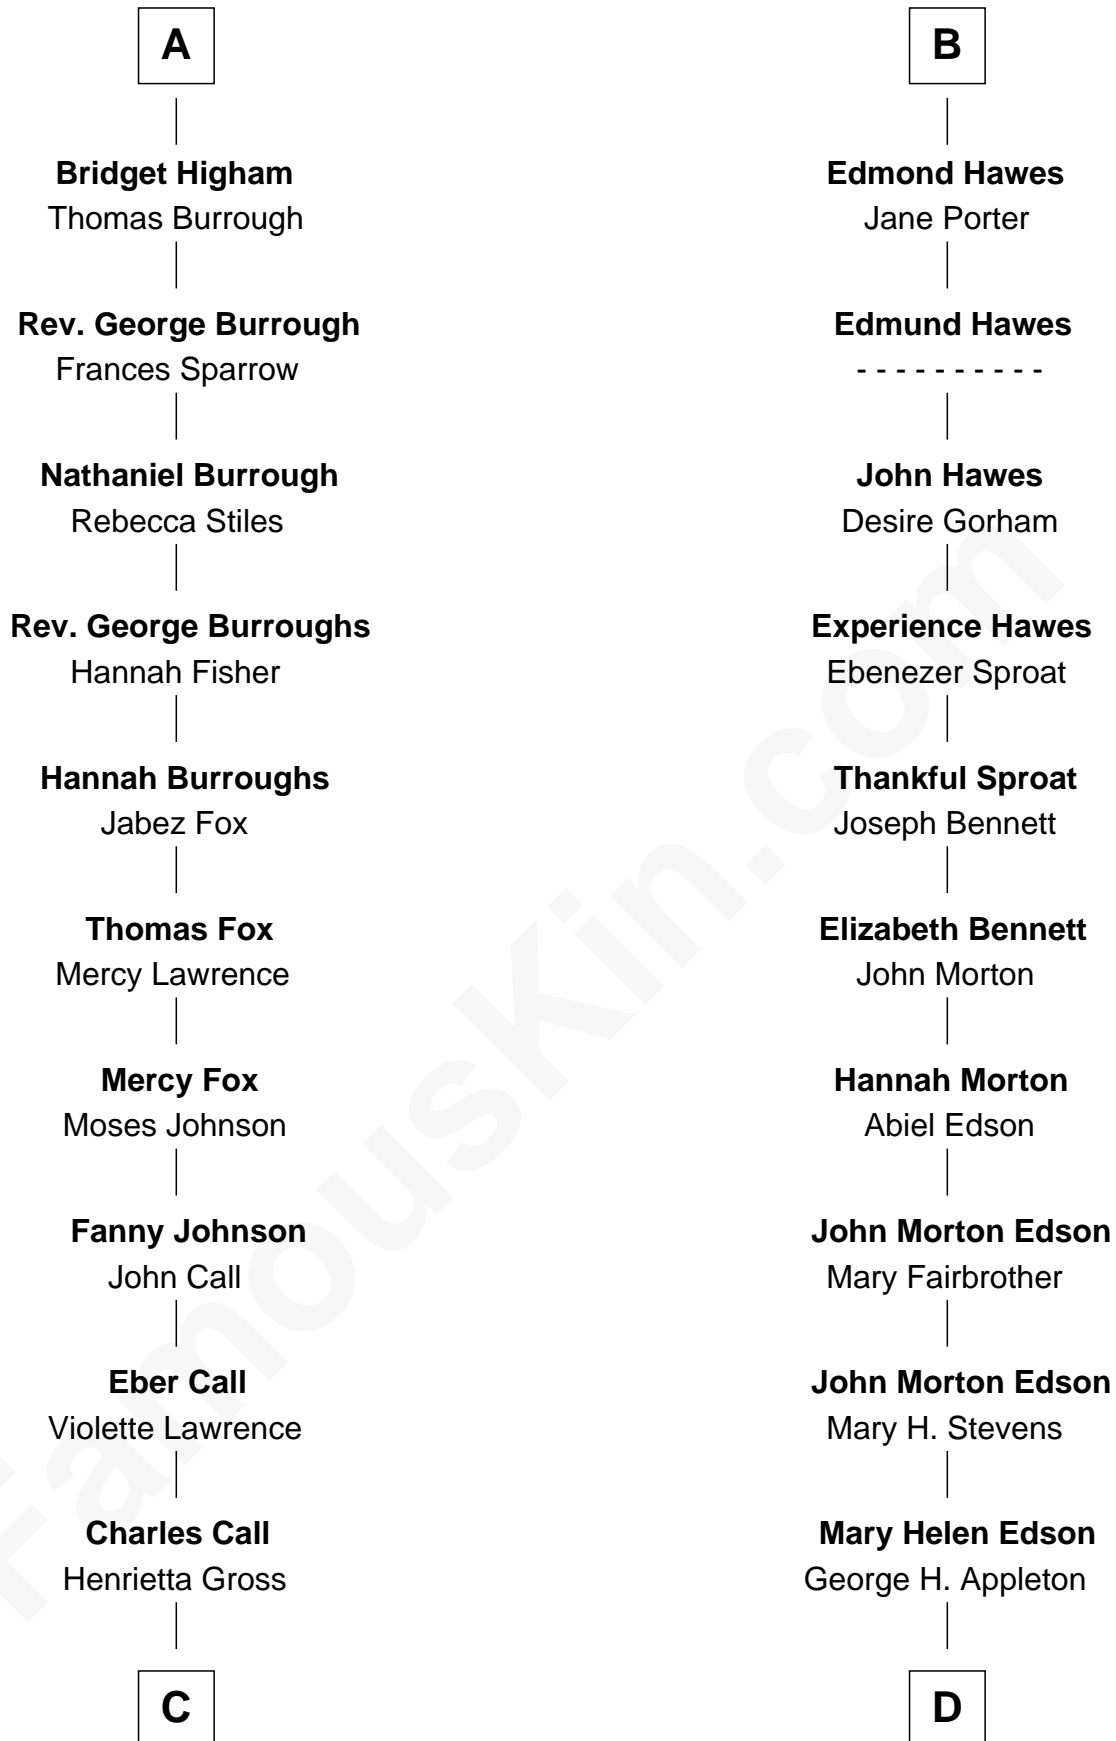 A
Bridget Higham
Thomas Burrough
Rev. George Burrough
Frances Sparrow
Nathaniel Burrough
Rebecca Stiles
Rev. George Burroughs
Hannah Fisher
Hannah Burroughs
Jabez Fox
Thomas Fox
Mercy Lawrence
Mercy Fox
Moses Johnson
Fanny Johnson
John Call
Eber Call
Violette Lawrence
Charles Call
Henrietta Gross
C
B
Edmond Hawes
Jane Porter
Edmund Hawes
- - - - - - - - - -
John Hawes
Desire Gorham
Experience Hawes
Ebenezer Sproat
Thankful Sproat
Joseph Bennett
Elizabeth Bennett
John Morton
Hannah Morton
Abiel Edson
John Morton Edson
Mary Fairbrother
John Morton Edson
Mary H. Stevens
Mary Helen Edson
George H. Appleton
D
FamousKin.com